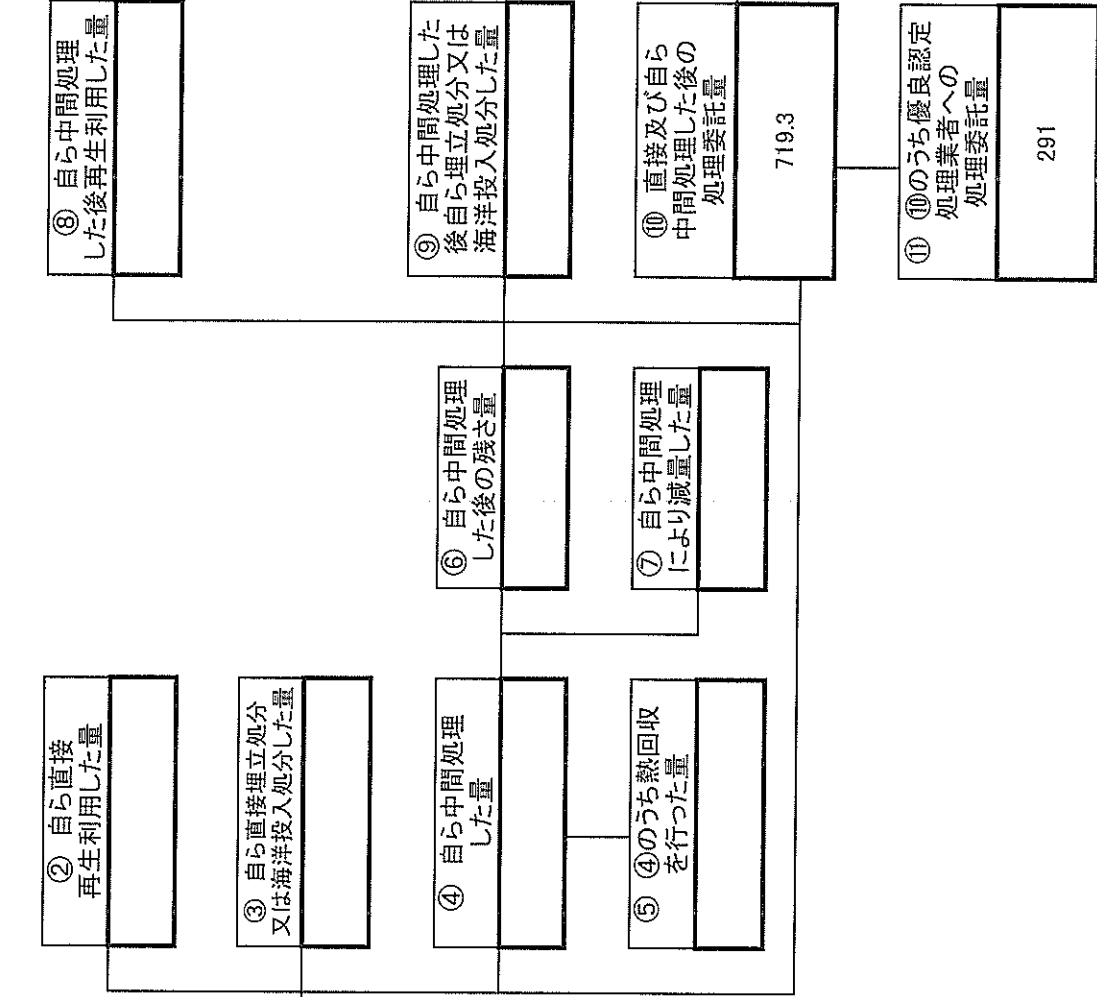 ② 自ら直接
再生利用した量
③ 自ら直接埋立処分
又は海洋投入処分した量
④ 自ら中間処理
した量
⑤ ④のうち熱回収
を行った量
⑥ 自ら中間処理
した後の残さ量
⑦ 自ら中間処理
により減量した量
⑧ 自ら中間処理
した後再生利用した量
⑨ 自ら中間処理した
後自ら埋立処分又は
海洋投入処分した量
⑩ 直接及び自ら
中間処理した後の
処理委託量
719.3
⑪ ⑩のうち優良認定
処理業者への
処理委託量
291